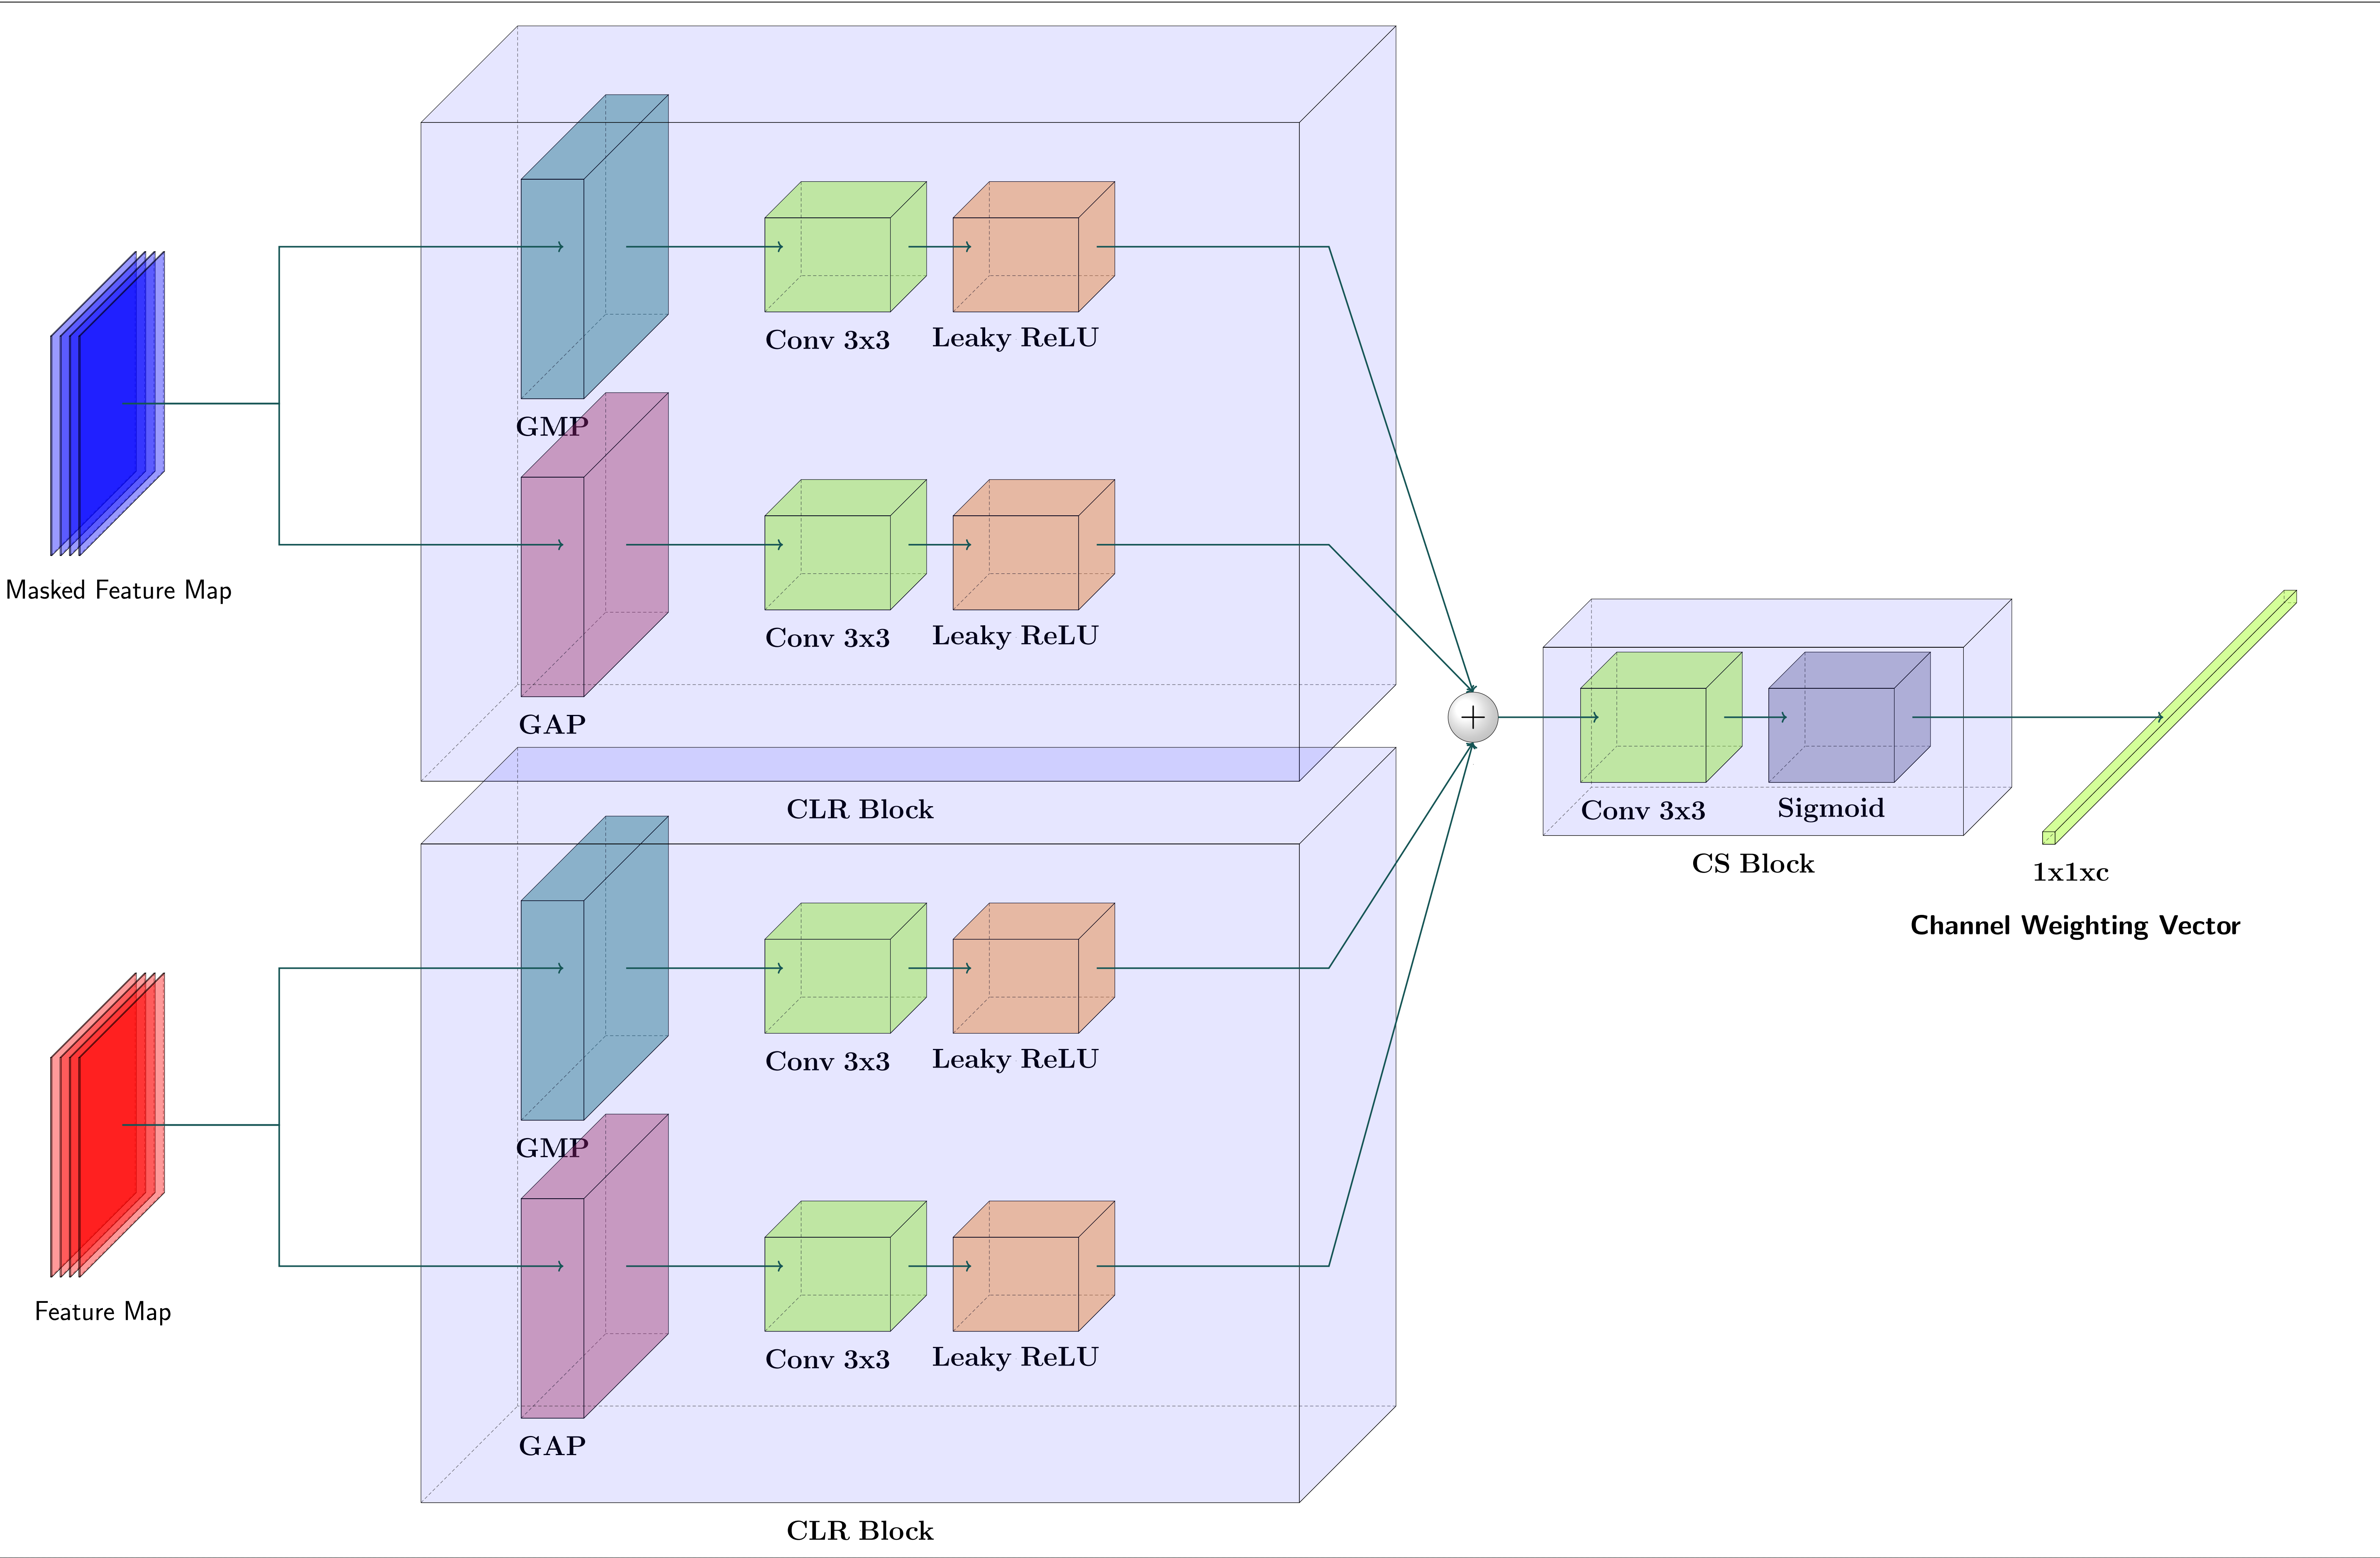 Conv 3x3
Leaky ReLU
GMP
Masked Feature Map
Conv 3x3
Leaky ReLU
GAP
CLR Block
+
Conv 3x3
Sigmoid
CS Block
1x1xc
Channel Weighting Vector
Conv 3x3
Leaky ReLU
GMP
Feature Map
Conv 3x3
Leaky ReLU
GAP
CLR Block